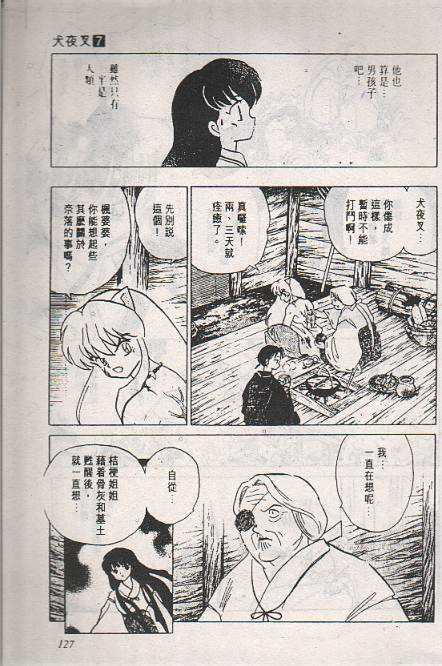 犬夜叉7
他也
算是…
男孩子
吧…
雖然只有
一半是
人類
犬夜叉…
你傷成
這樣，
暫時不能
打鬥啊！
真囉嗦！
兩、三天就
痊癒了。
先別說
這個！
楓婆婆，
你能想起些
其麼關於
奈落的事嗎？
我…
一直在想呢…
自從…
桔梗姐姐
藉着骨灰和墓土
甦醒後，
就一直想…
127